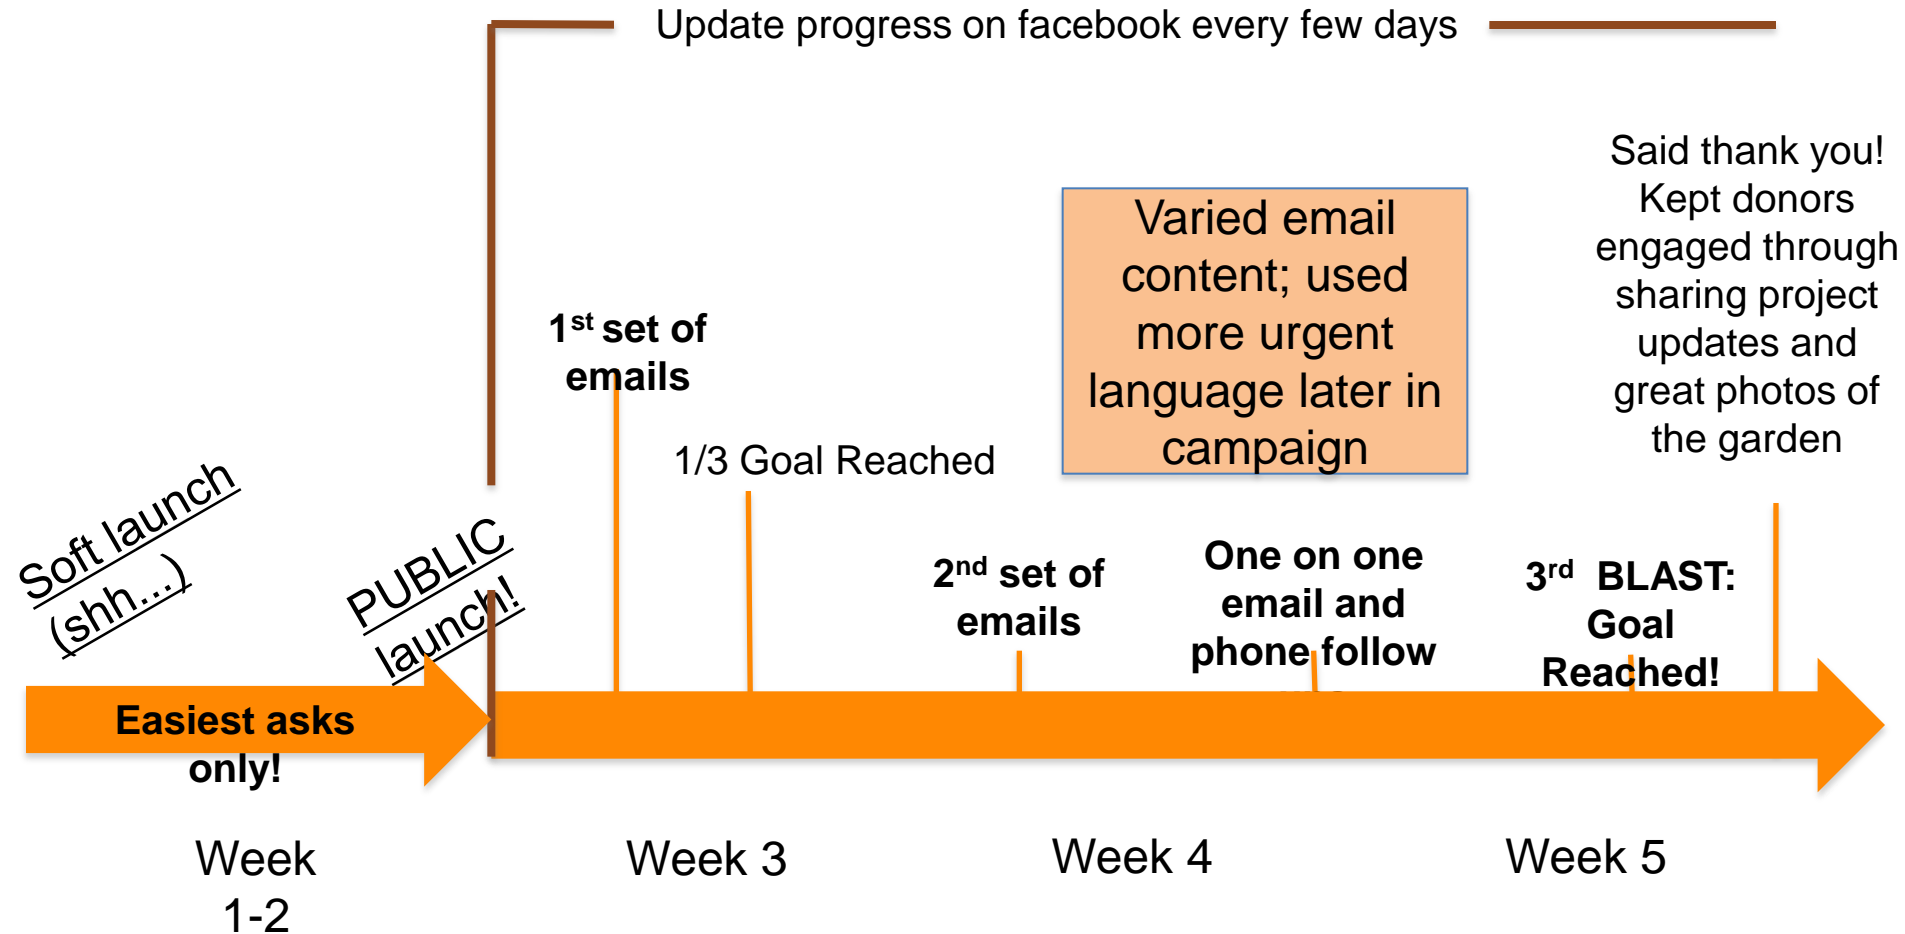 Update progress on facebook every few days
Said thank you!
Kept donors
engaged through
sharing project
updates and
great photos of
the garden
Varied email
content; used
more urgent
language later in
campaign
1st set of
emails
1/3 Goal Reached
Soft launch
(shh...)
PUBLIC
launch!
2nd set of
emails
One on one
email and
phone follow
3rd BLAST:
Goal
Reached!
Easiest asks
only!
Week
1-2
Week 3
Week 4
Week 5